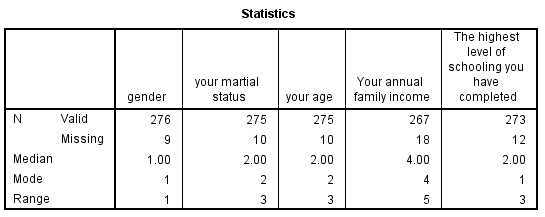 Statistics
The highest
level of
schooling you
your martial Your annual have
gender status your age family income completed
N Valid 276 275 275 267 273
Missing 9 10 10 18 12
Median 1.00 2.00 2.00 4.00 2.00
Mode 1 2 2 4 1
Range 1 3 3 5 3